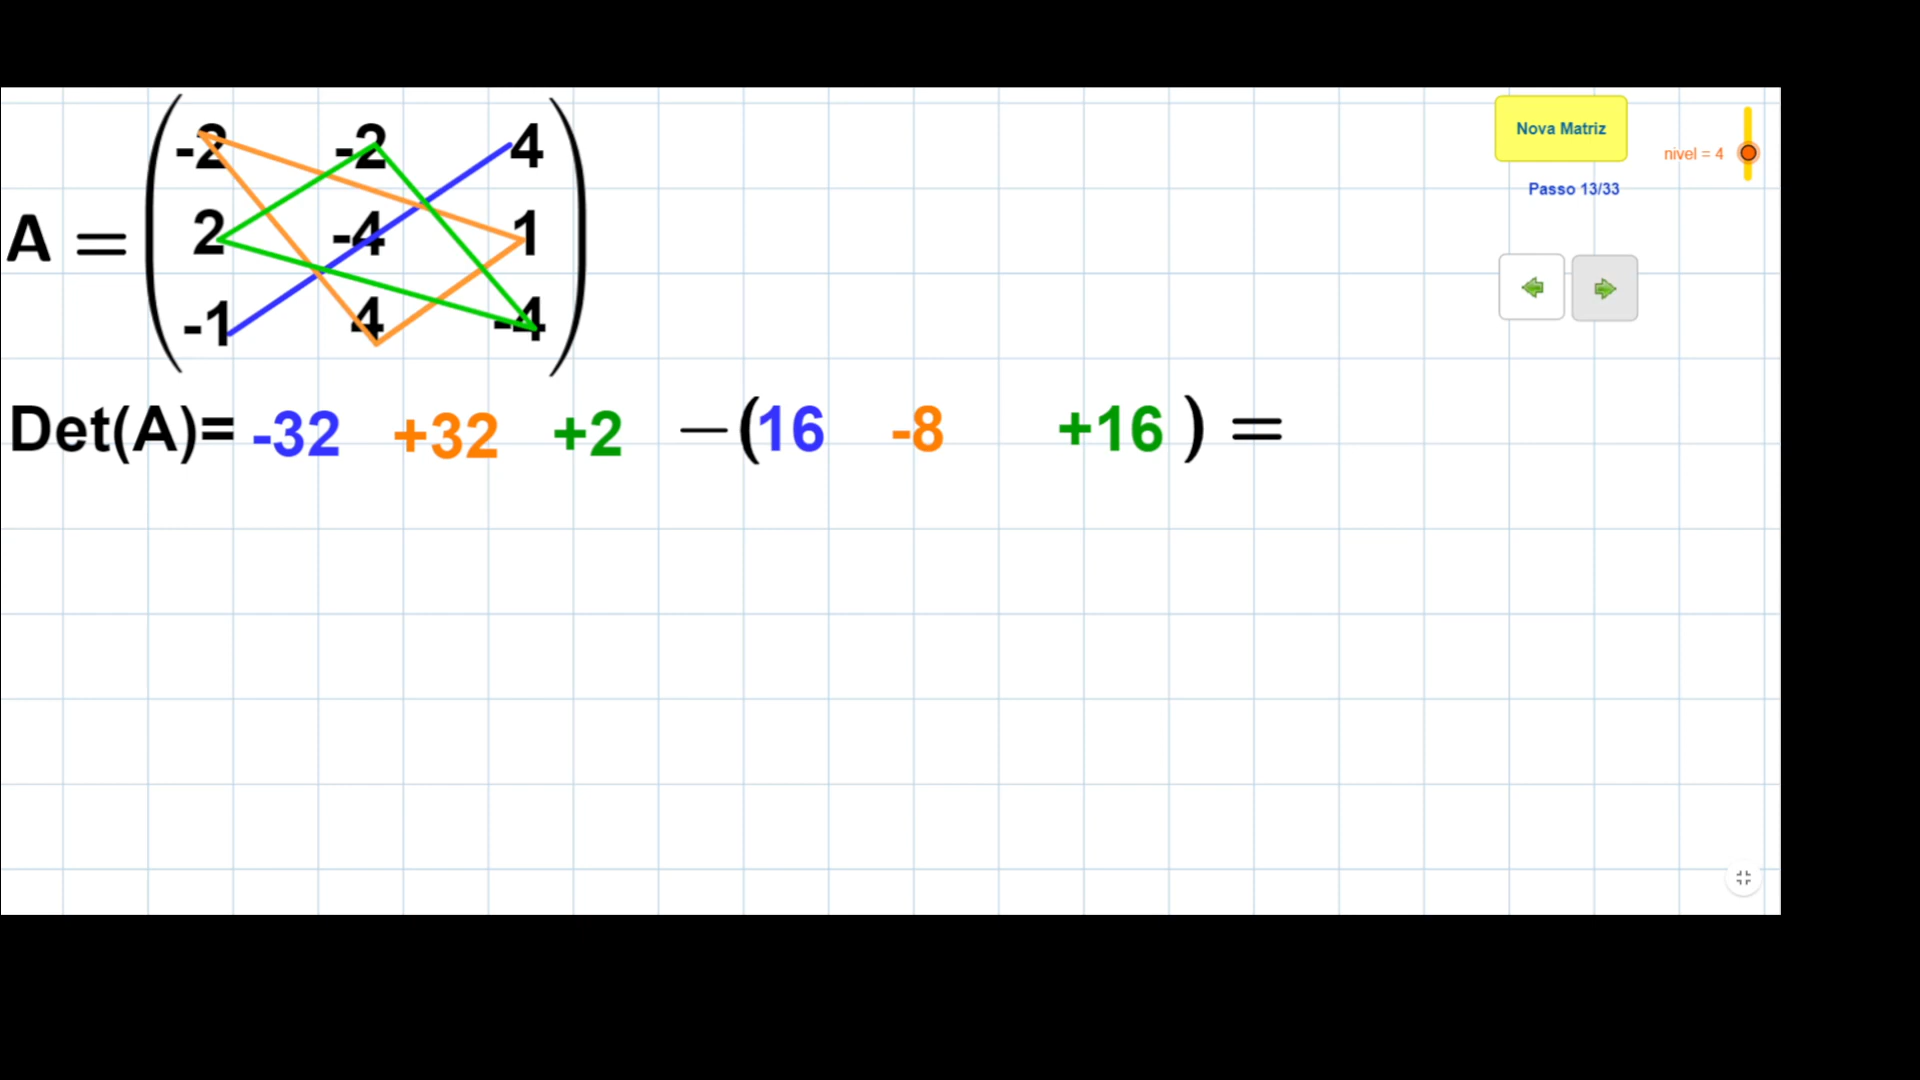 Nova Matriz
nivel = 4
Passo 13/33
-2 -2 4
A = 2 -4 1
-1 4 -4
Det(A)= -32 +32 +2 −(16 -8 +16 ) =